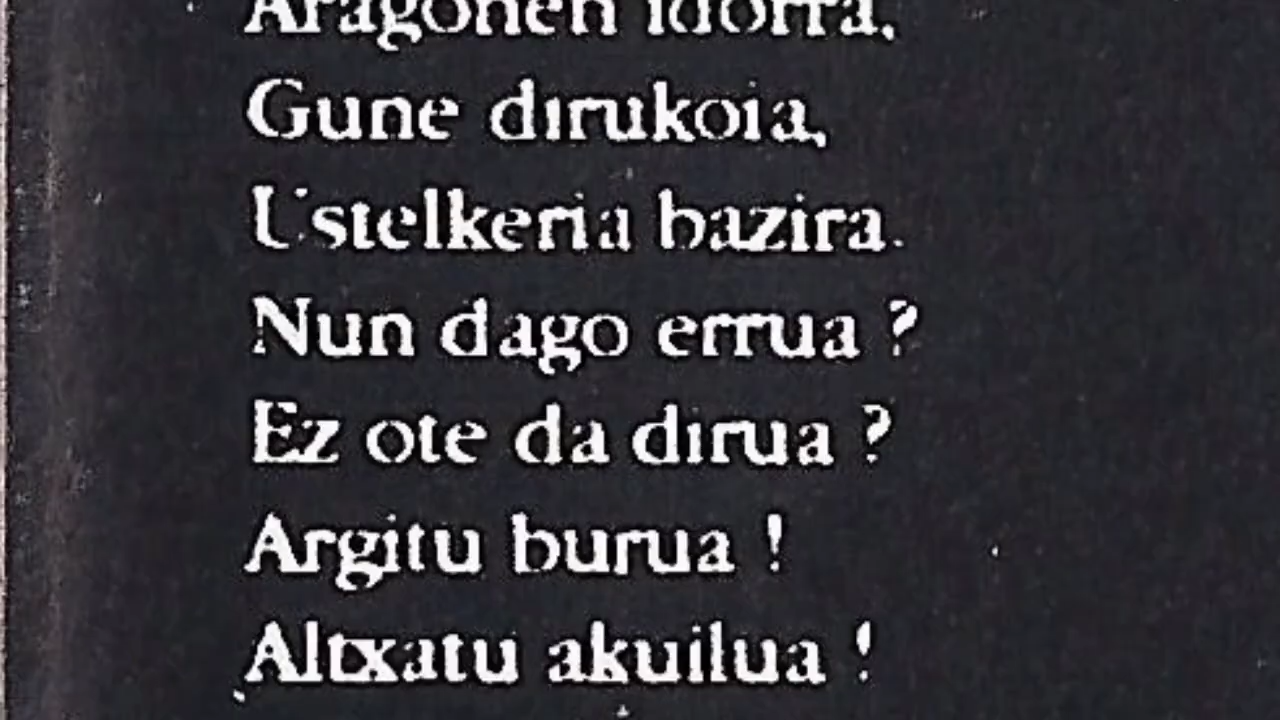 Aragonen idorra,
Gune dirukoia,
Ustelkeria bazira.
Nun dago errua ?
Ez ote da dirua ?
Argitu burua !
Altxatu akuilua !